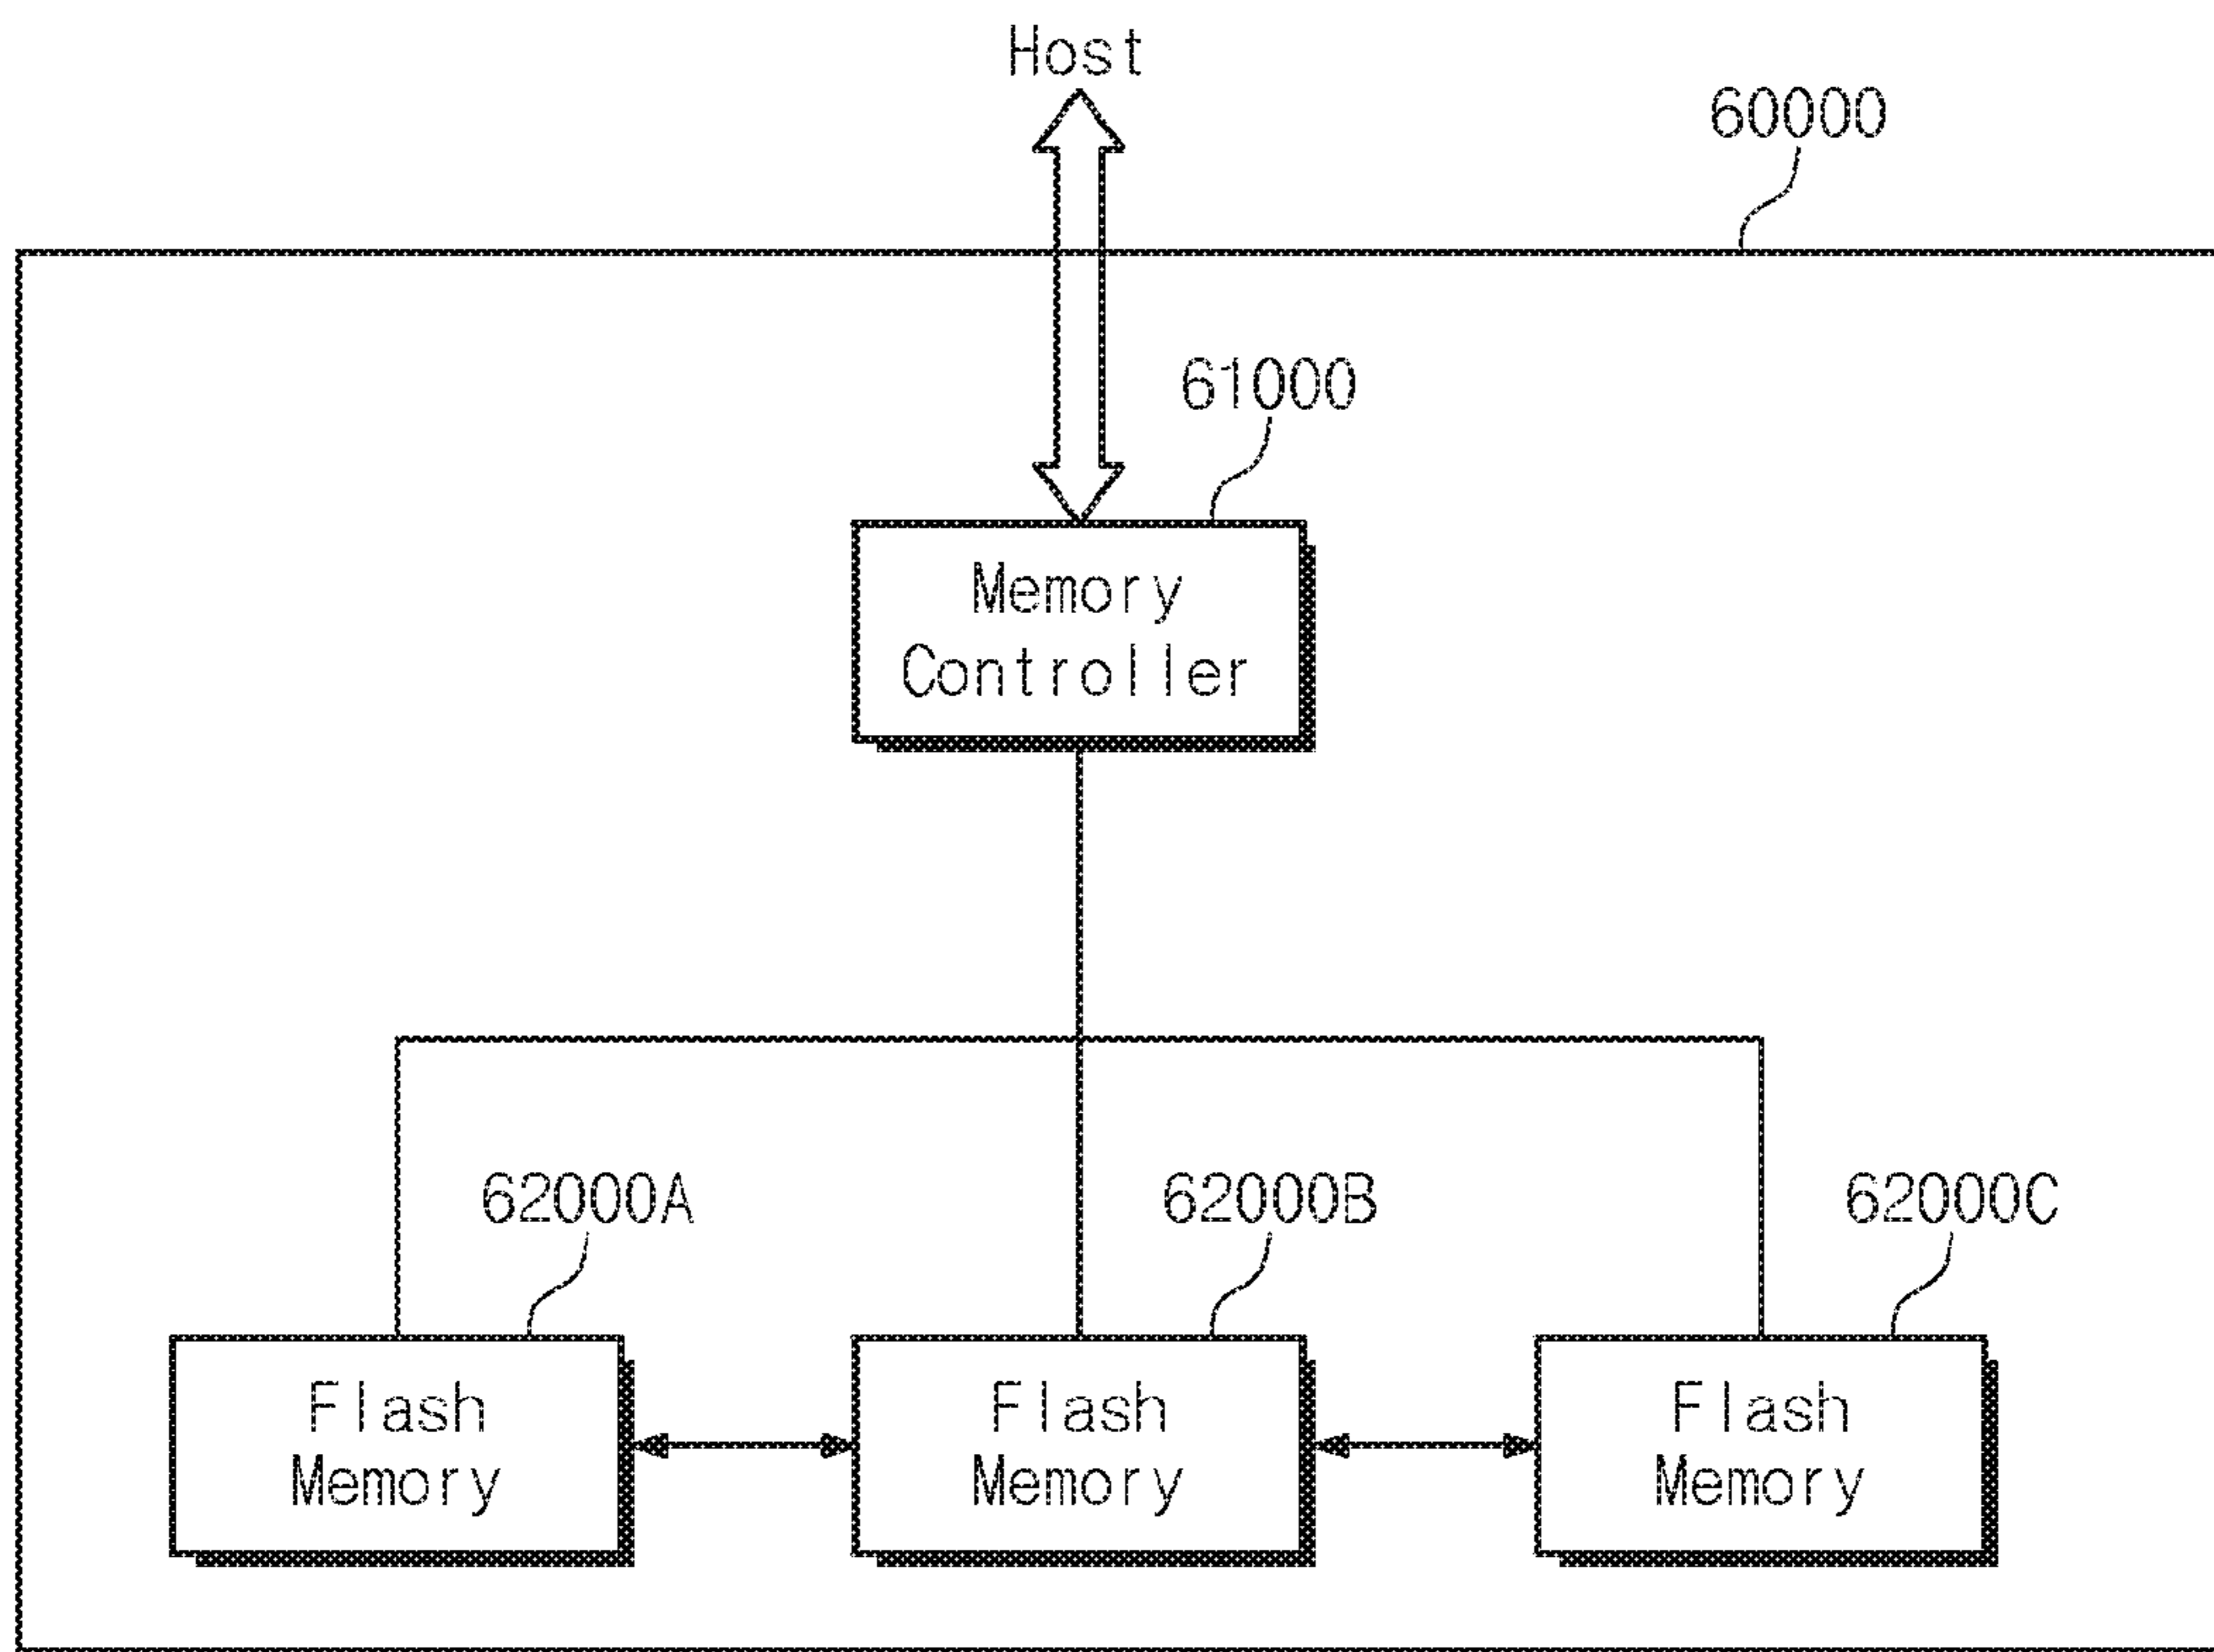 Host
60000
61000
Memory
Controller
62000A
62000B
62000C
Flash
Memory
Flash
Memory
Flash
Memory